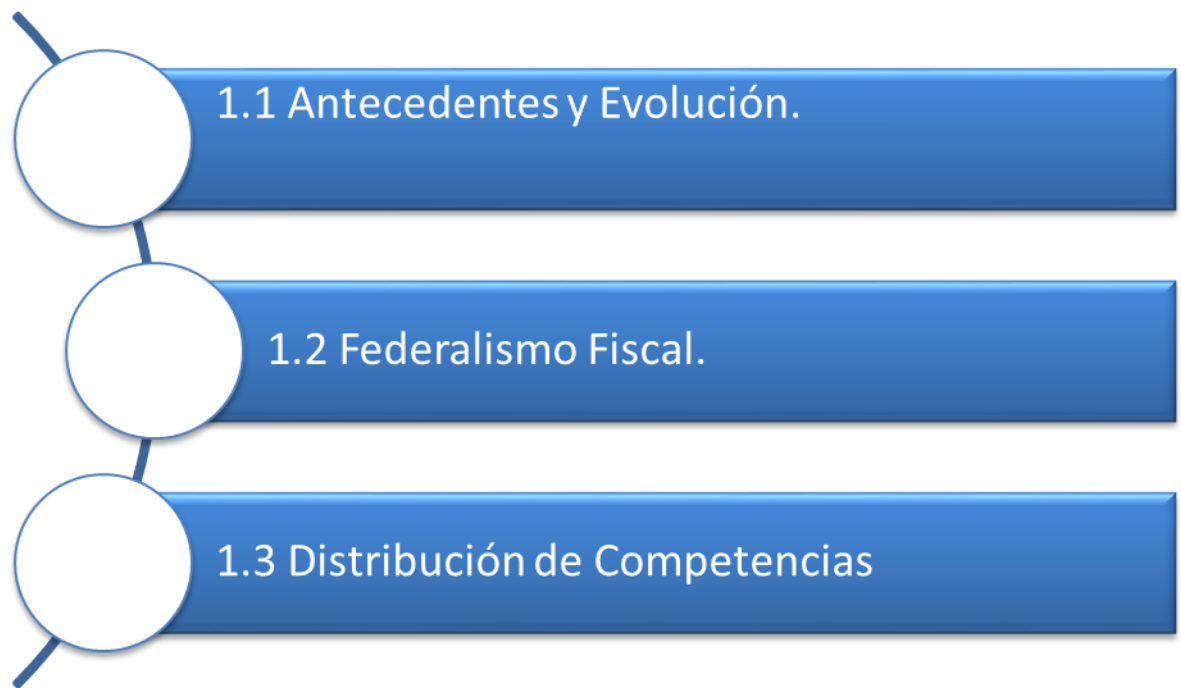 1.1 Antecedentes y Evolución.
1.2 Federalismo Fiscal.
1.3 Distribución de Competencias